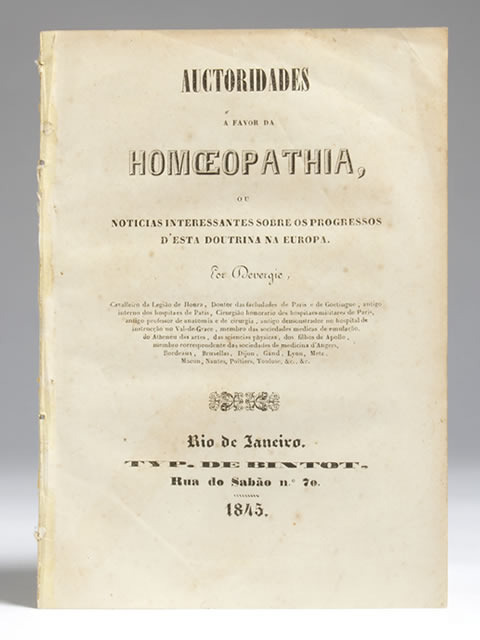 AUCTORIDADES
A FAVOR DA
HOMŒOPATHIA,
OU
NOTICIAS INTERESSANTES SOBRE OS PROGRESSOS
D'ESTA DOUTRINA NA EUROPA.
Por Devergie,
Cavalleiro da Legião de Honra, Doutor das faculdades de Paris e de Goettingue, antigo
interno dos hospitaes de Paris, Cirurgião honorario dos hospitaes militares de Paris,
antigo professor de anatomia e de cirurgia, antigo demonstrador no hospital de
instrucção no Val-de-Grace, membro das sociedades medicas de emulação,
do Atheneu das artes, das sciencias physicas, dos filhos de Apollo,
membro correspondente das sociedades de medicina d'Angers,
Bordeaux, Bruxellas, Dijon, Gand, Lyon, Metz,
Macon, Nantes, Poitiers, Toulouse, &c. &c.
Rio de Janeiro.
TYP. DE BINTOT,
Rua do Sabão n.º 70.
1845.